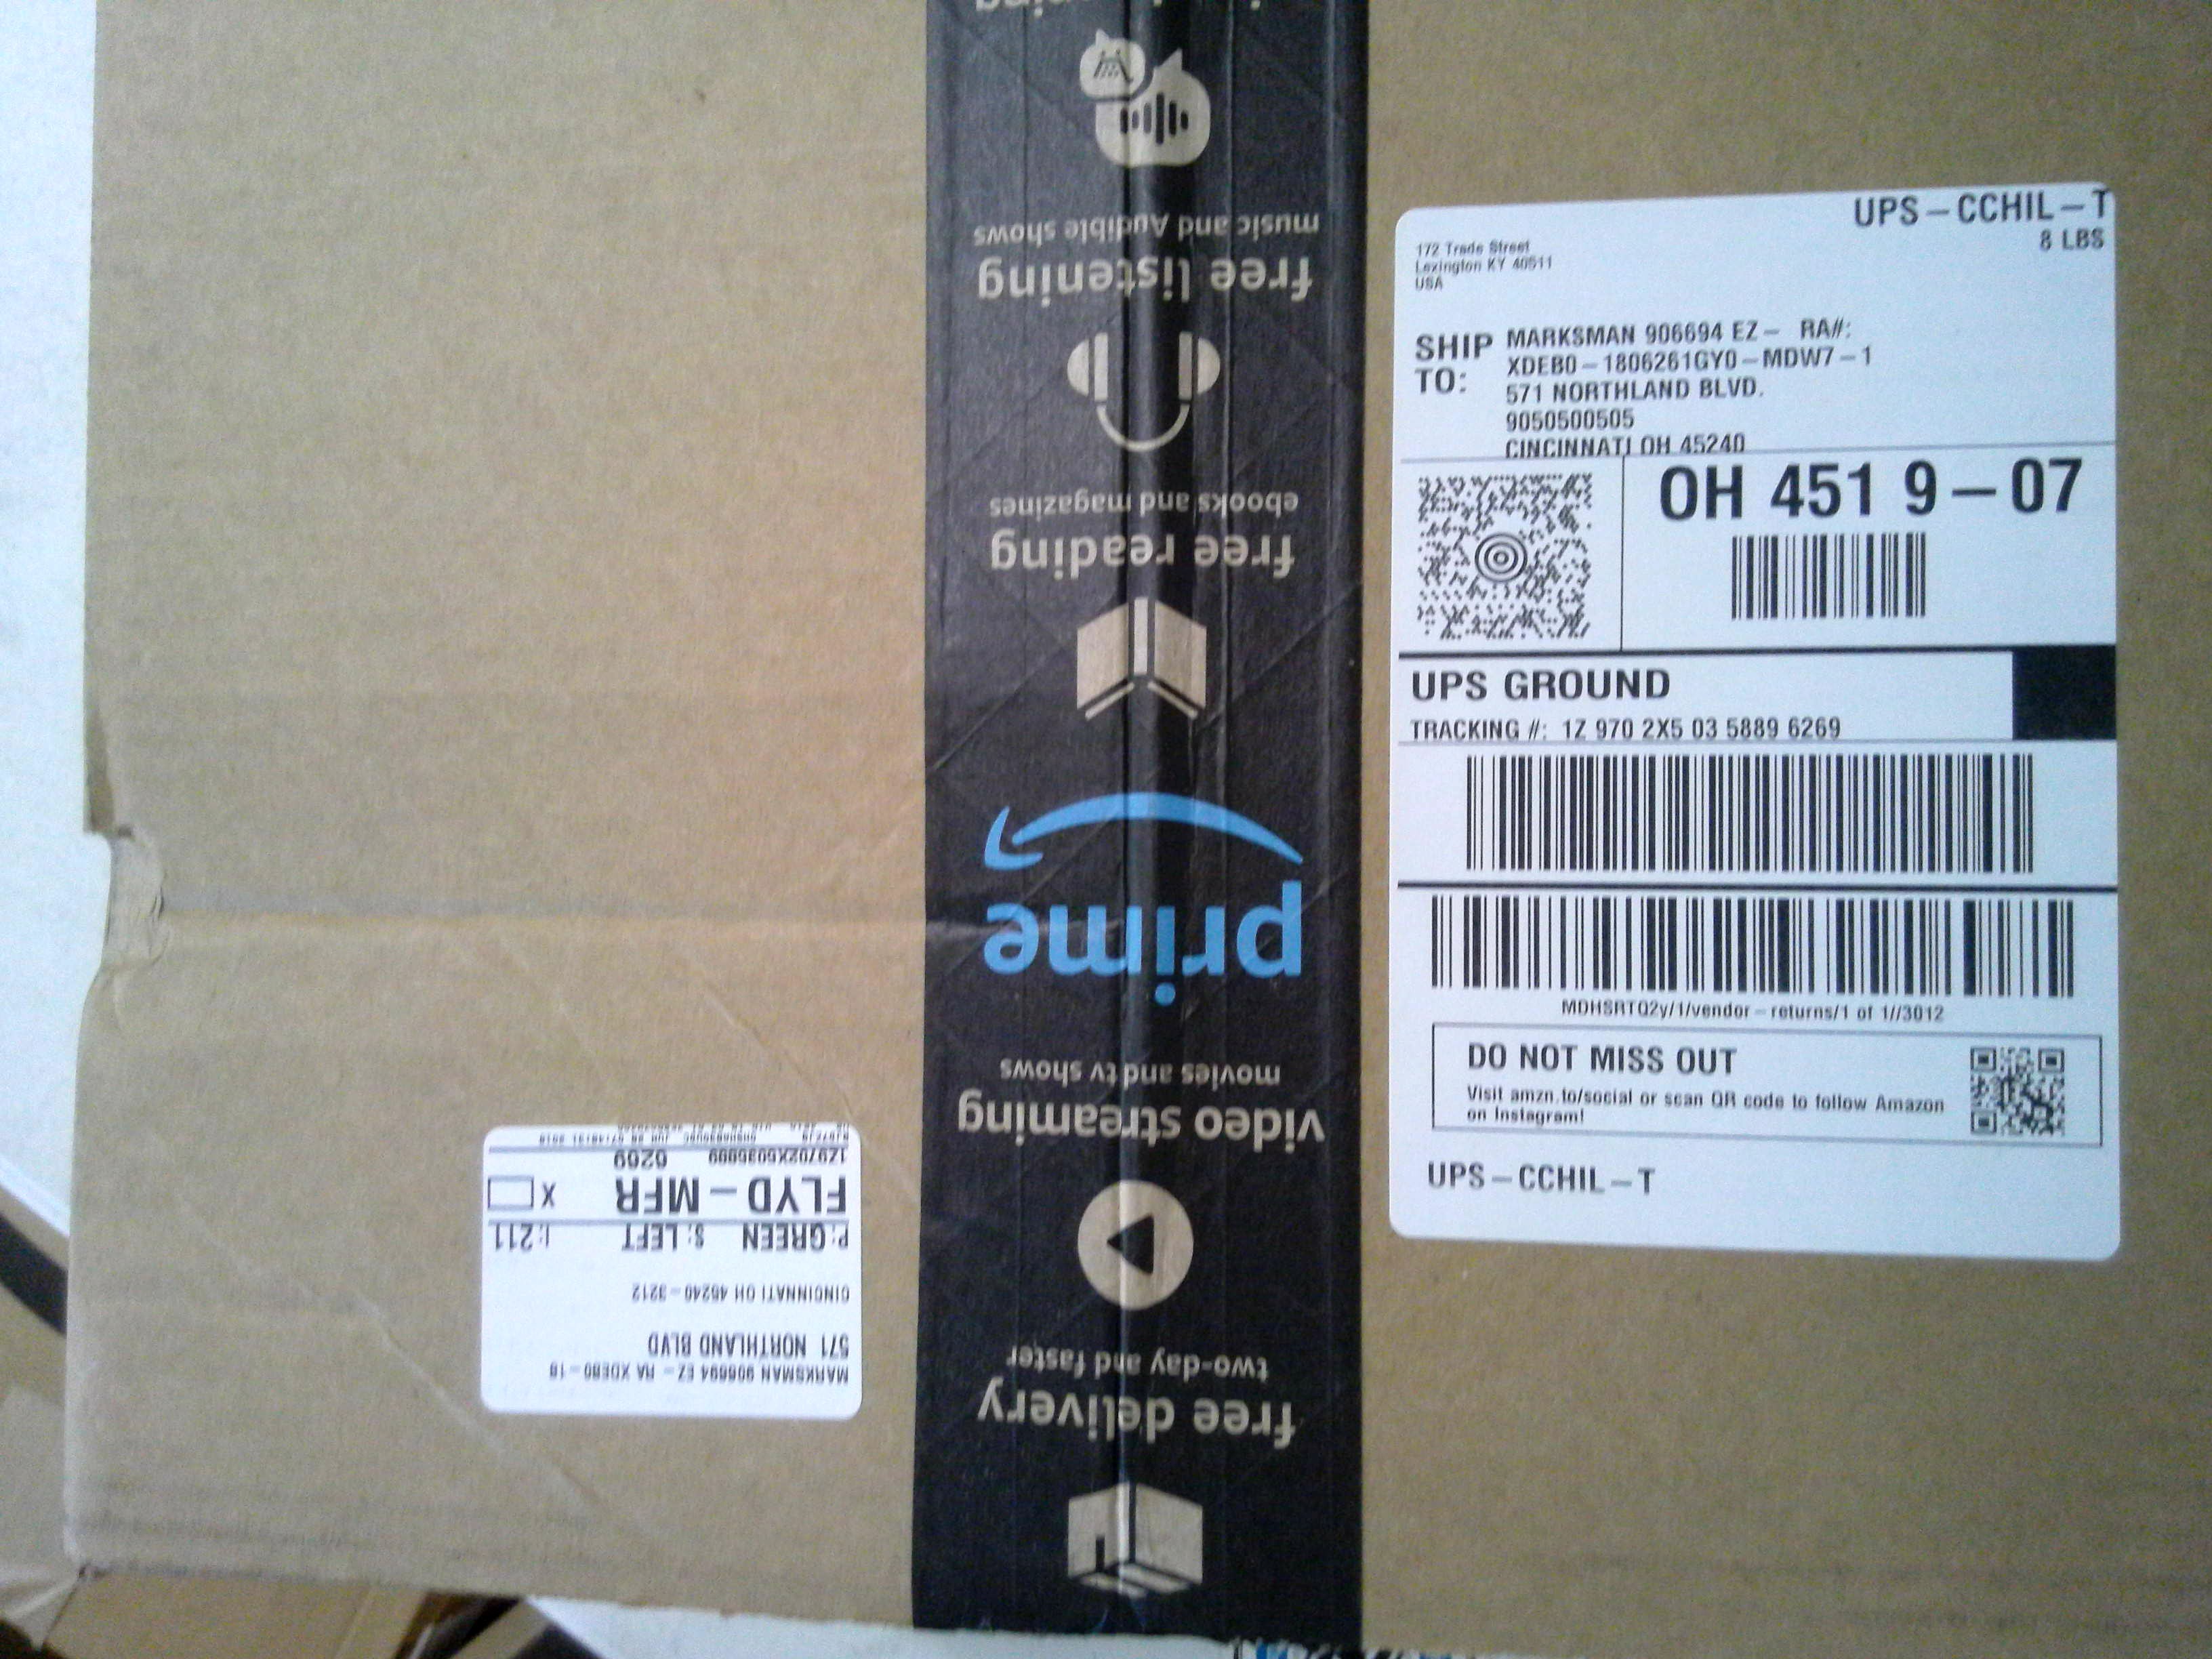 UPS-CCHIL-T
8 LBS
172 Trade Street
Lexington KY 40511
USA
SHIP TO:
MARKSMAN 906694 EZ- RA#:
XDEB0-1806261GY0-MDW7-1
571 NORTHLAND BLVD.
9050500505
CINCINNATI OH 45240
OH 451 9-07
UPS GROUND
TRACKING #: 1Z 970 2X5 03 5889 6269
MDHSRTQ2y/1/vendor-returns/1 of 1//3012
DO NOT MISS OUT
Visit amzn.to/social or scan QR code to follow Amazon
on Instagram!
UPS-CCHIL-T
free delivery
two-day and faster
video streaming
movies and tv shows
prime
free reading
ebooks and magazines
free listening
music and Audible shows
MARKSMAN 906694 EZ- RA XDEB0-18
571 NORTHLAND BLVD
CINCINNATI OH 45240-3212
P: GREEN S: LEFT I: 211
FLYD-MFR X
1Z9702X5035889
6269